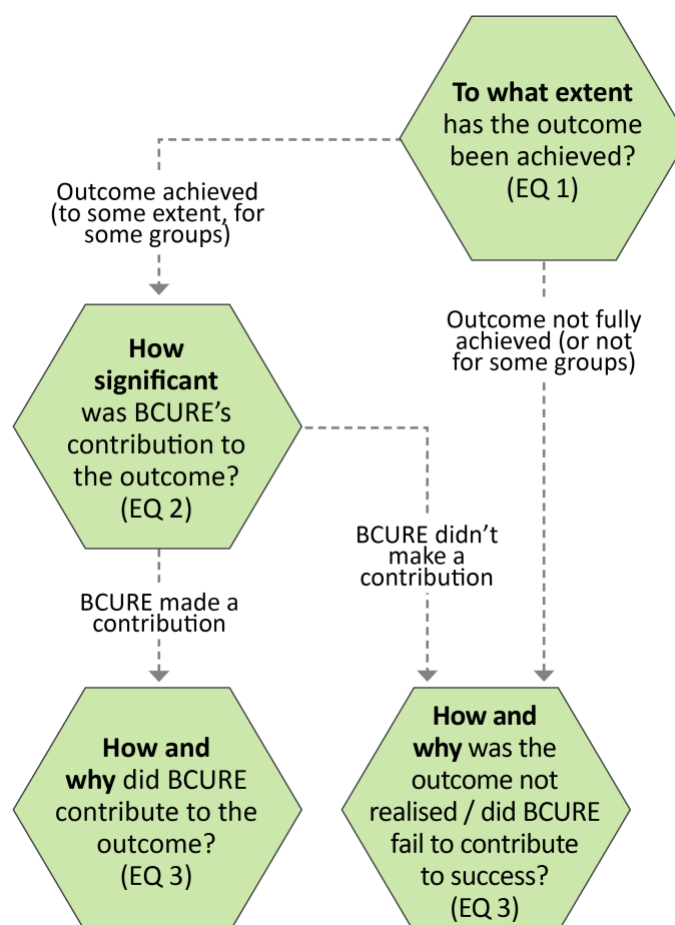 To what extent
has the outcome
been achieved?
(EQ 1)
Outcome achieved
(to some extent, for
some groups)
Outcome not fully
achieved (or not
for some groups)
How
significant
was BCURE’s
contribution to
the outcome?
(EQ 2)
BCURE didn’t
make a
contribution
BCURE made a
contribution
How and
why did BCURE
contribute to the
outcome?
(EQ 3)
How and
why was the
outcome not
realised / did BCURE
fail to contribute
to success?
(EQ 3)